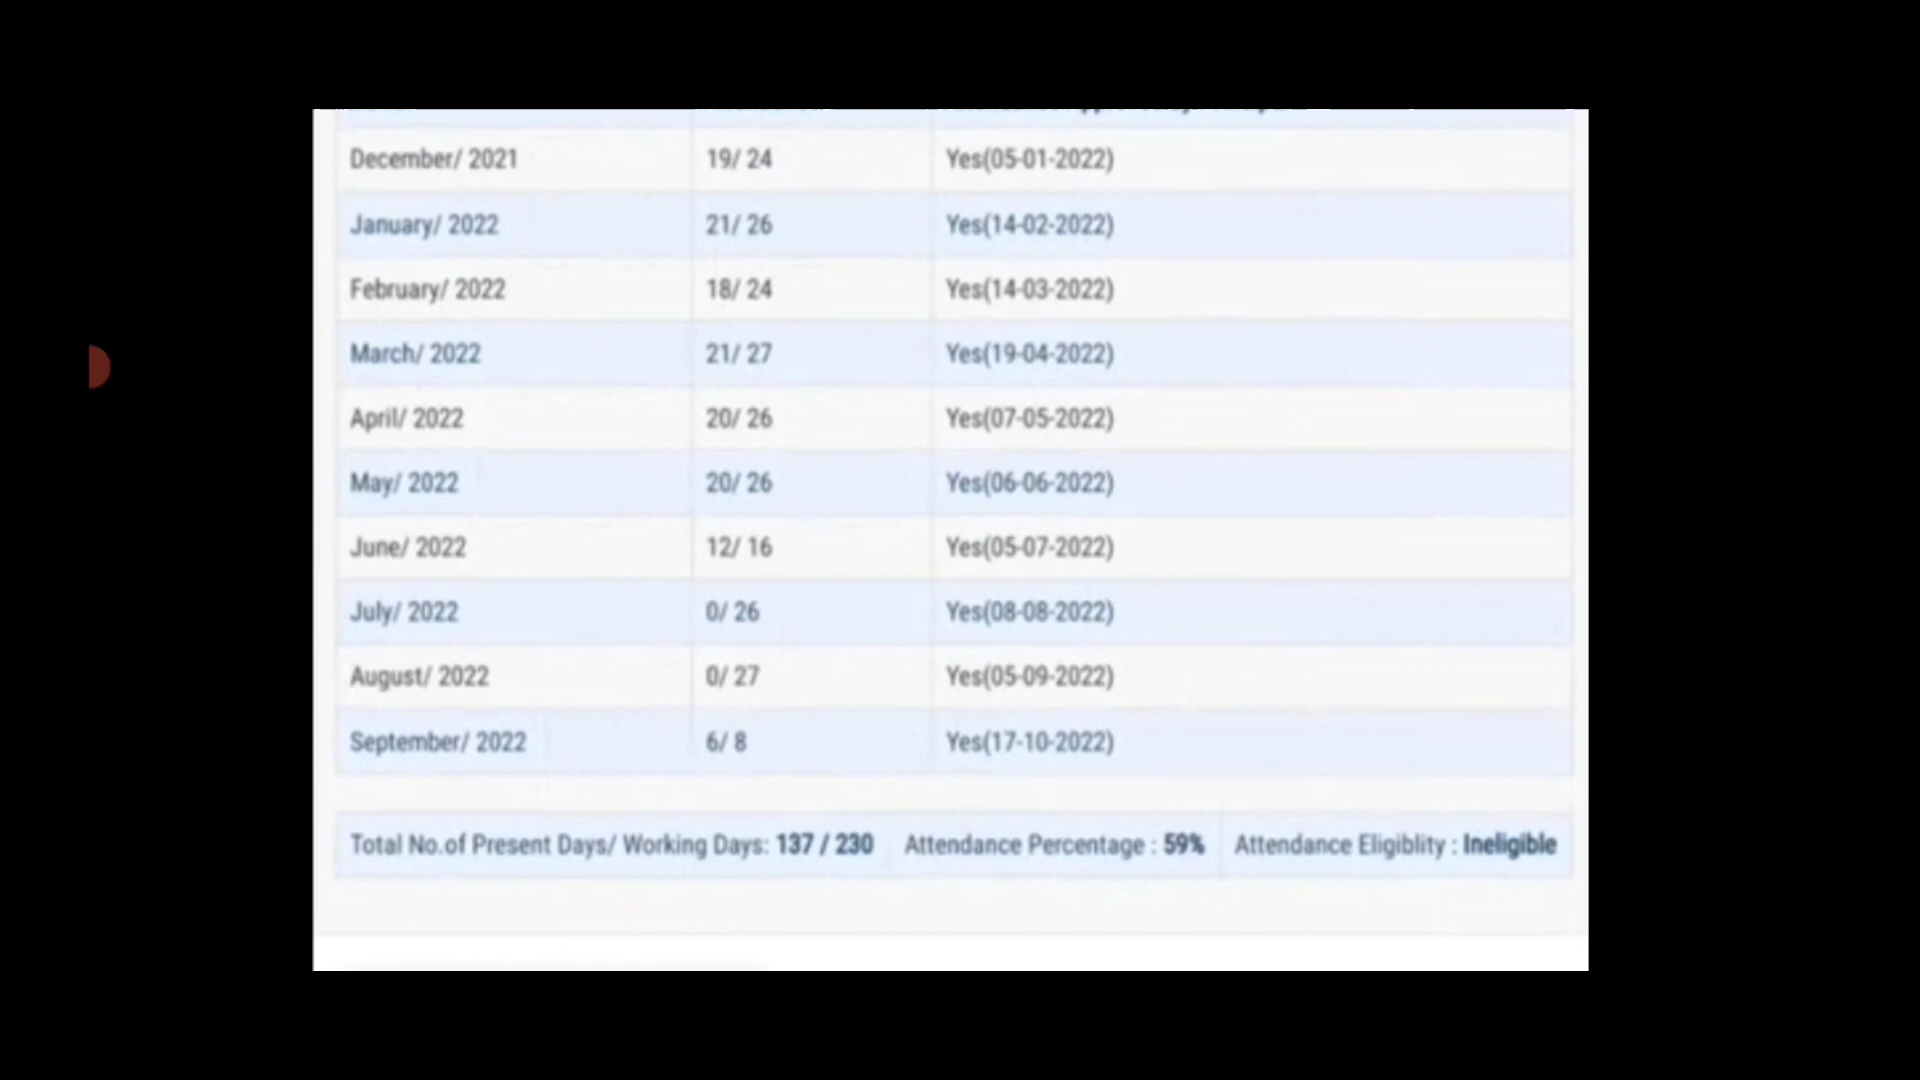 December/ 2021 19/ 24 Yes(05-01-2022)
January/ 2022 21/ 26 Yes(14-02-2022)
February/ 2022 18/ 24 Yes(14-03-2022)
March/ 2022 21/ 27 Yes(19-04-2022)
April/ 2022 20/ 26 Yes(07-05-2022)
May/ 2022 20/ 26 Yes(06-06-2022)
June/ 2022 12/ 16 Yes(05-07-2022)
July/ 2022 0/ 26 Yes(08-08-2022)
August/ 2022 0/ 27 Yes(05-09-2022)
September/ 2022 6/ 8 Yes(17-10-2022)
Total No.of Present Days/ Working Days: 137 / 230 Attendance Percentage : 59% Attendance Eligiblity : Ineligible